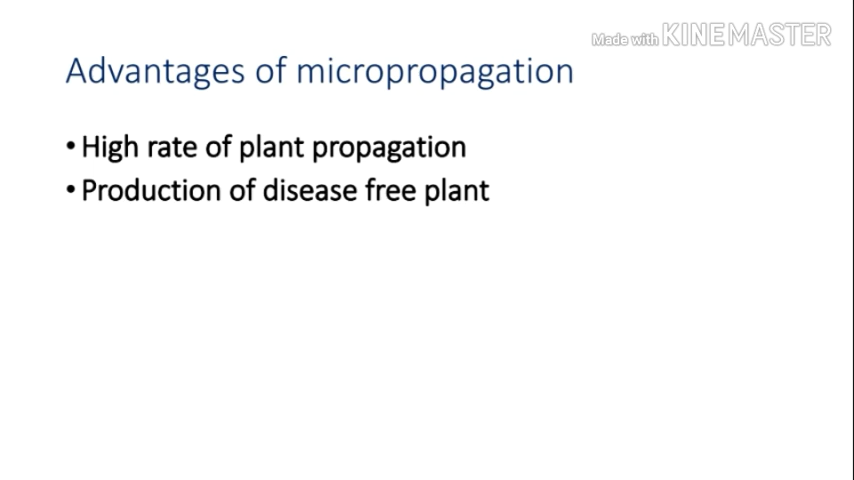 Made with KINEMASTER
Advantages of micropropagation
• High rate of plant propagation
• Production of disease free plant